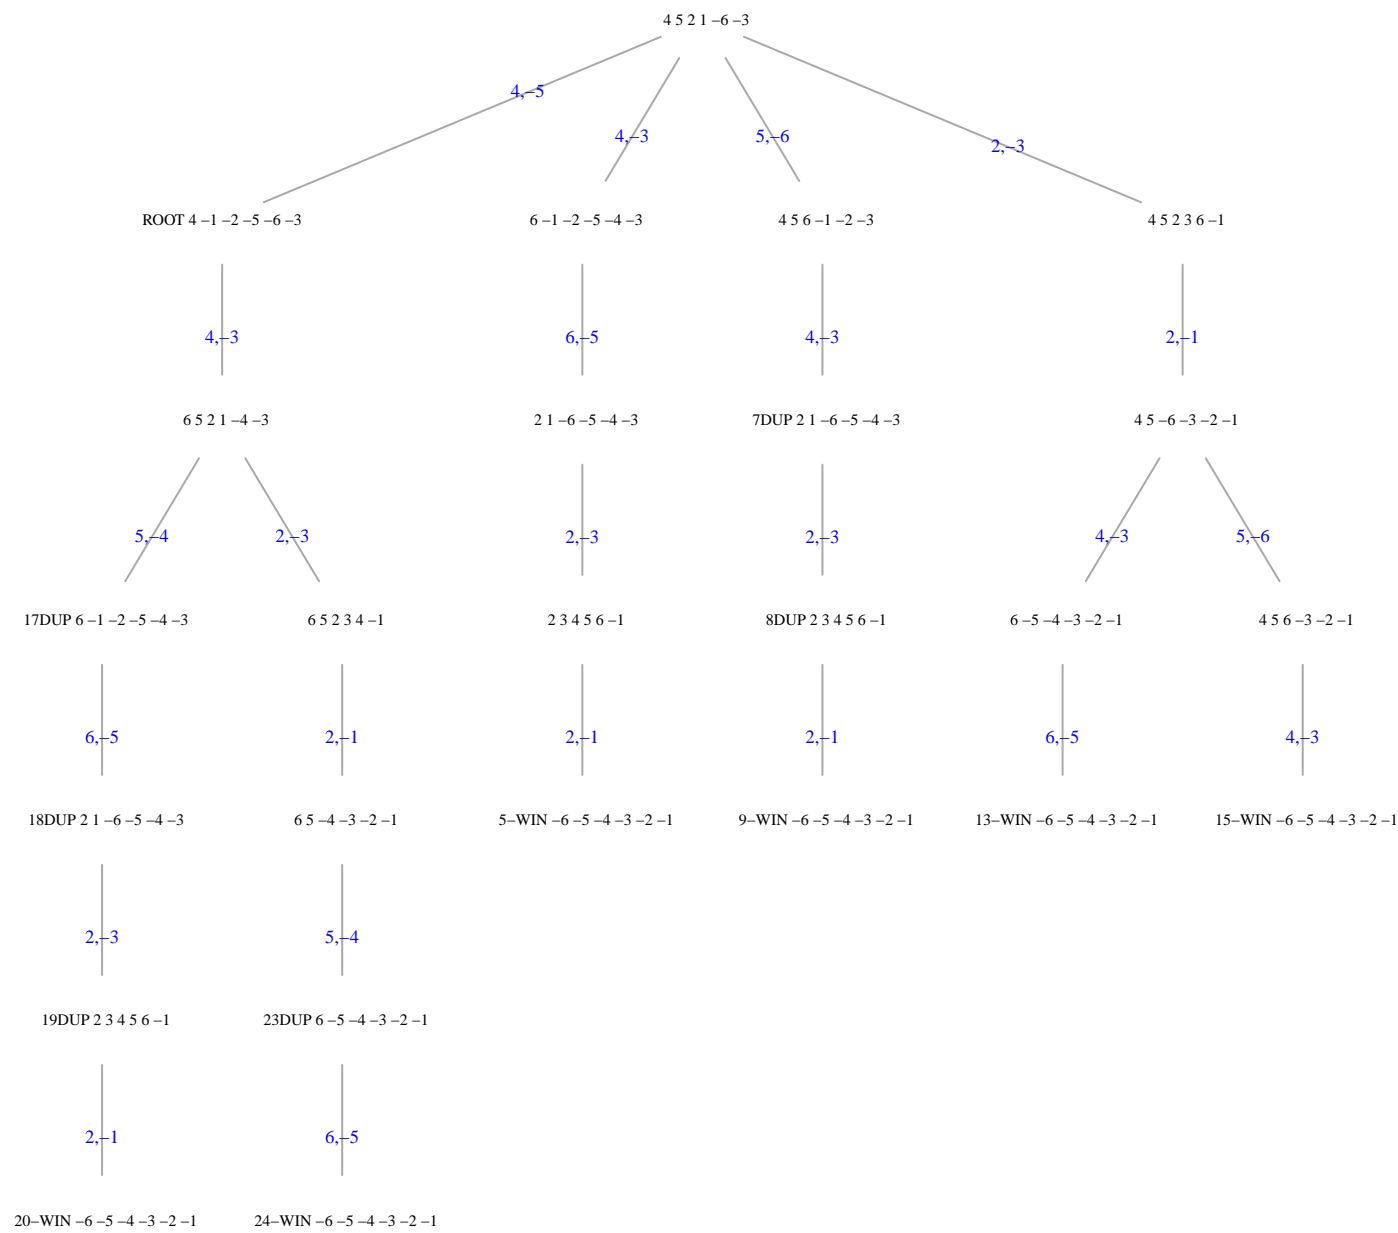 4 5 2 1 –6 –3
4,–5
4,–3
5,–6
2,–3
ROOT 4 –1 –2 –5 –6 –3
6 –1 –2 –5 –4 –3
4 5 6 –1 –2 –3
4 5 2 3 6 –1
4,–3
6,–5
4,–3
2,–1
6 5 2 1 –4 –3
2 1 –6 –5 –4 –3
7DUP 2 1 –6 –5 –4 –3
4 5 –6 –3 –2 –1
5,–4
2,–3
2,–3
2,–3
4,–3
5,–6
17DUP 6 –1 –2 –5 –4 –3
6 5 2 3 4 –1
2 3 4 5 6 –1
8DUP 2 3 4 5 6 –1
6 –5 –4 –3 –2 –1
4 5 6 –3 –2 –1
6,–5
2,–1
2,–1
2,–1
6,–5
4,–3
18DUP 2 1 –6 –5 –4 –3
6 5 –4 –3 –2 –1
5–WIN –6 –5 –4 –3 –2 –1
9–WIN –6 –5 –4 –3 –2 –1
13–WIN –6 –5 –4 –3 –2 –1
15–WIN –6 –5 –4 –3 –2 –1
2,–3
5,–4
19DUP 2 3 4 5 6 –1
23DUP 6 –5 –4 –3 –2 –1
2,–1
6,–5
20–WIN –6 –5 –4 –3 –2 –1
24–WIN –6 –5 –4 –3 –2 –1